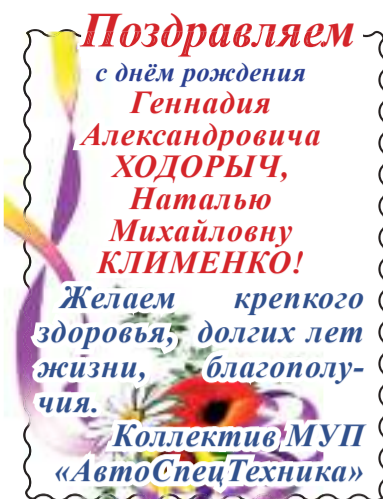 Поздравляем
с днём рождения
Геннадия
Александровича
ХОДОРЫЧ,
Наталью
Михайловну
КЛИМЕНКО!
Желаем крепкого
здоровья, долгих лет
жизни, благополу-
чия.
Коллектив МУП
«АвтоСпецТехника»